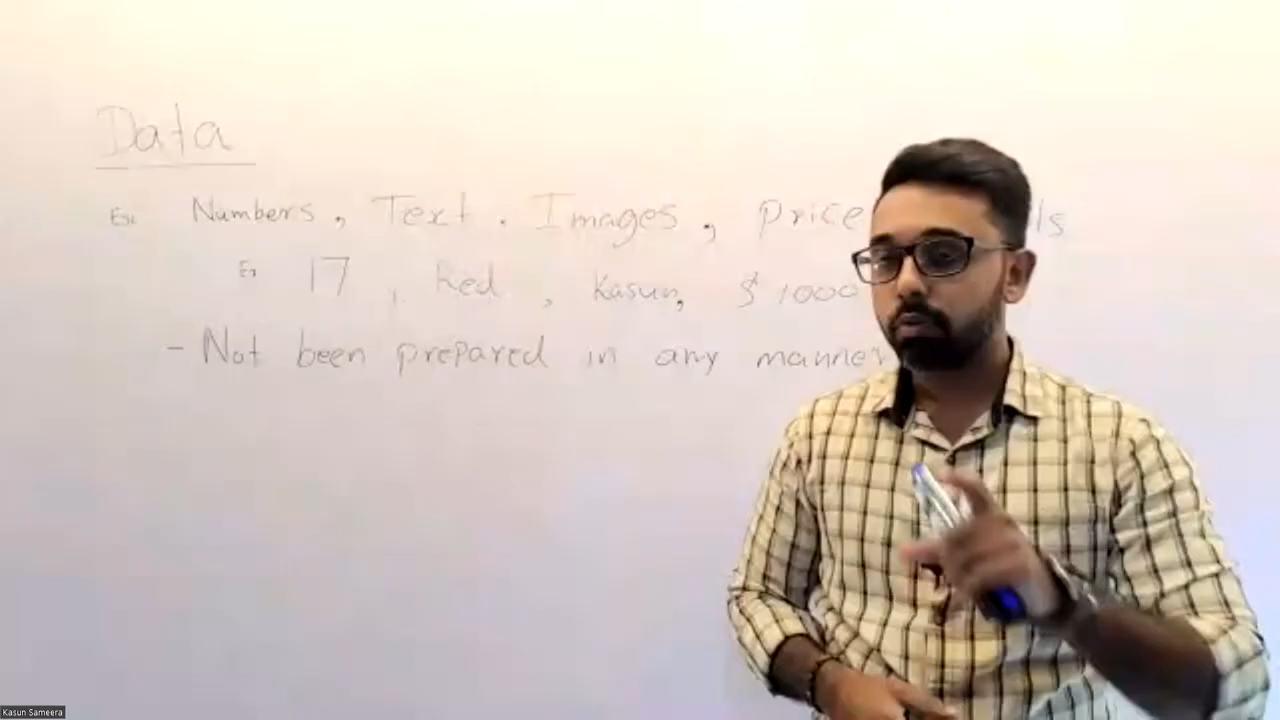 Data
Ex: Numbers, Text. Images, Price
Ex 17, Red, Kasun, $1000
- Not been prepared in any manner
Kasun Sameera